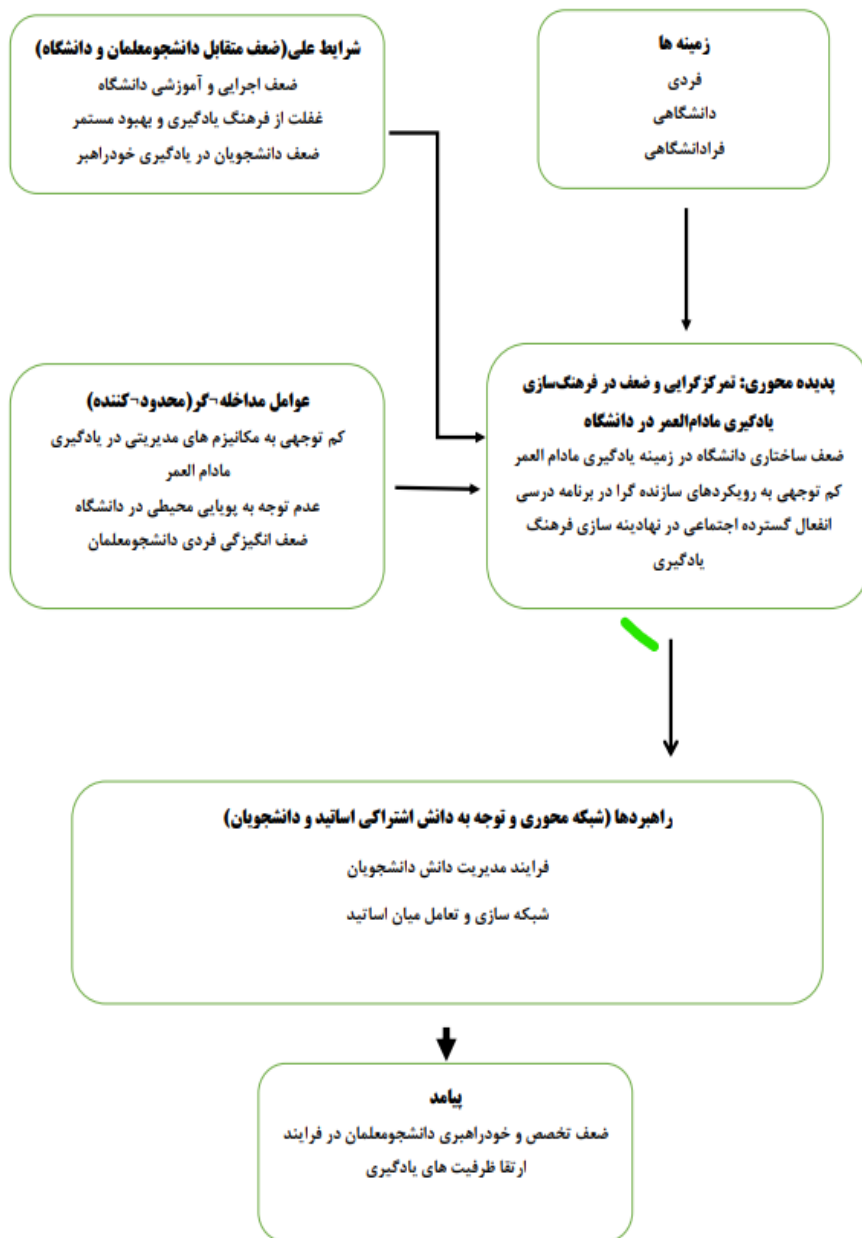 زمینه ها
فردی
دانشگاهی
فرادانشگاهی
شرایط علی(ضعف متقابل دانشجومعلمان و دانشگاه)
ضعف اجرایی و آموزشی دانشگاه
غفلت از فرهنگ یادگیری و بهبود مستمر
ضعف دانشجویان در یادگیری خودراهبر
پدیده محوری: تمرکزگرایی و ضعف در فرهنگ‌سازی
یادگیری مادام‌العمر در دانشگاه
ضعف ساختاری دانشگاه در زمینه یادگیری مادام العمر
کم توجهی به رویکردهای سازنده گرا در برنامه درسی
انفعال گسترده اجتماعی در نهادینه سازی فرهنگ
یادگیری
عوامل مداخله¬گر(محدود¬کننده)
کم توجهی به مکانیزم های مدیریتی در یادگیری
مادام العمر
عدم توجه به پویایی محیطی در دانشگاه
ضعف انگیزگی فردی دانشجومعلمان
راهبردها (شبکه محوری و توجه به دانش اشتراکی اساتید و دانشجویان)
فرایند مدیریت دانش دانشجویان
شبکه سازی و تعامل میان اساتید
پیامد
ضعف تخصص و خودراهبری دانشجومعلمان در فرایند
ارتقا ظرفیت های یادگیری